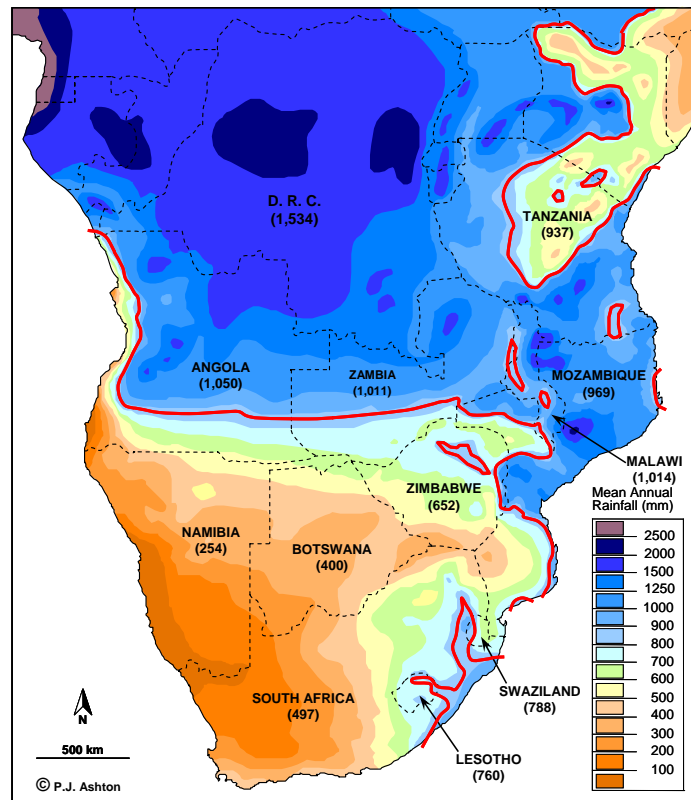 D. R. C.
(1,534)
TANZANIA
(937)
ANGOLA
(1,050)
ZAMBIA
(1,011)
MOZAMBIQUE
(969)
MALAWI
(1,014)
ZIMBABWE
(652)
NAMIBIA
(254)
BOTSWANA
(400)
SOUTH AFRICA
(497)
SWAZILAND
(788)
LESOTHO
(760)
Mean Annual
Rainfall (mm)
2500
2000
1500
1250
1000
900
800
700
600
500
400
300
200
100
N
500 km
© P.J. Ashton